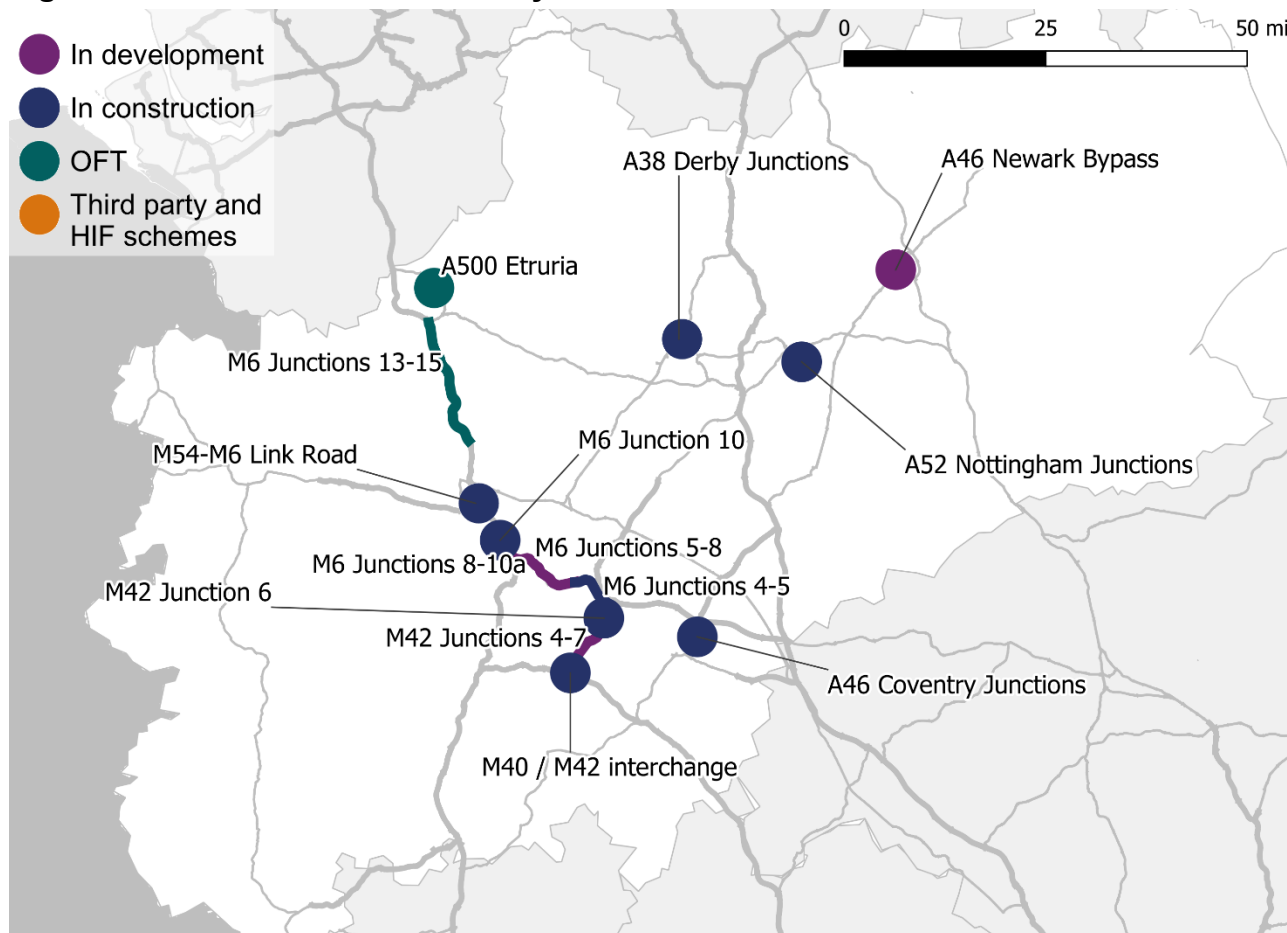 In development
In construction
OFT
Third party and
HIF schemes
0 25 50 mi
A38 Derby Junctions
A46 Newark Bypass
A500 Etruria
M6 Junctions 13-15
M6 Junction 10
M54-M6 Link Road
A52 Nottingham Junctions
M6 Junctions 5-8
M6 Junctions 8-10a
M6 Junctions 4-5
M42 Junction 6
M42 Junctions 4-7
A46 Coventry Junctions
M40 / M42 interchange